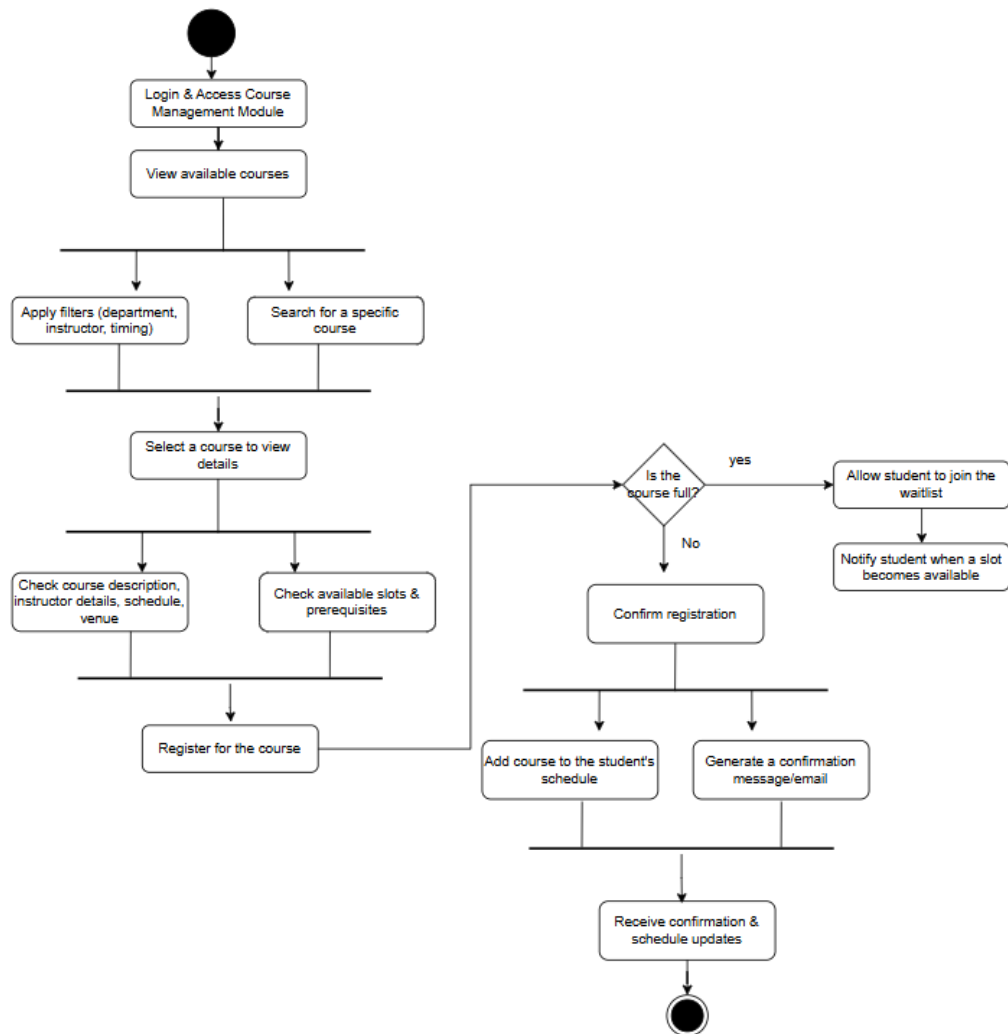 Login & Access Course
Management Module
View available courses
Apply filters (department,
instructor, timing)
Search for a specific
course
Select a course to view
details
Check course description,
instructor details, schedule,
venue
Check available slots &
prerequisites
Register for the course
Is the
course full?
yes
Allow student to join the
waitlist
Notify student when a slot
becomes available
No
Confirm registration
Add course to the student's
schedule
Generate a confirmation
message/email
Receive confirmation &
schedule updates